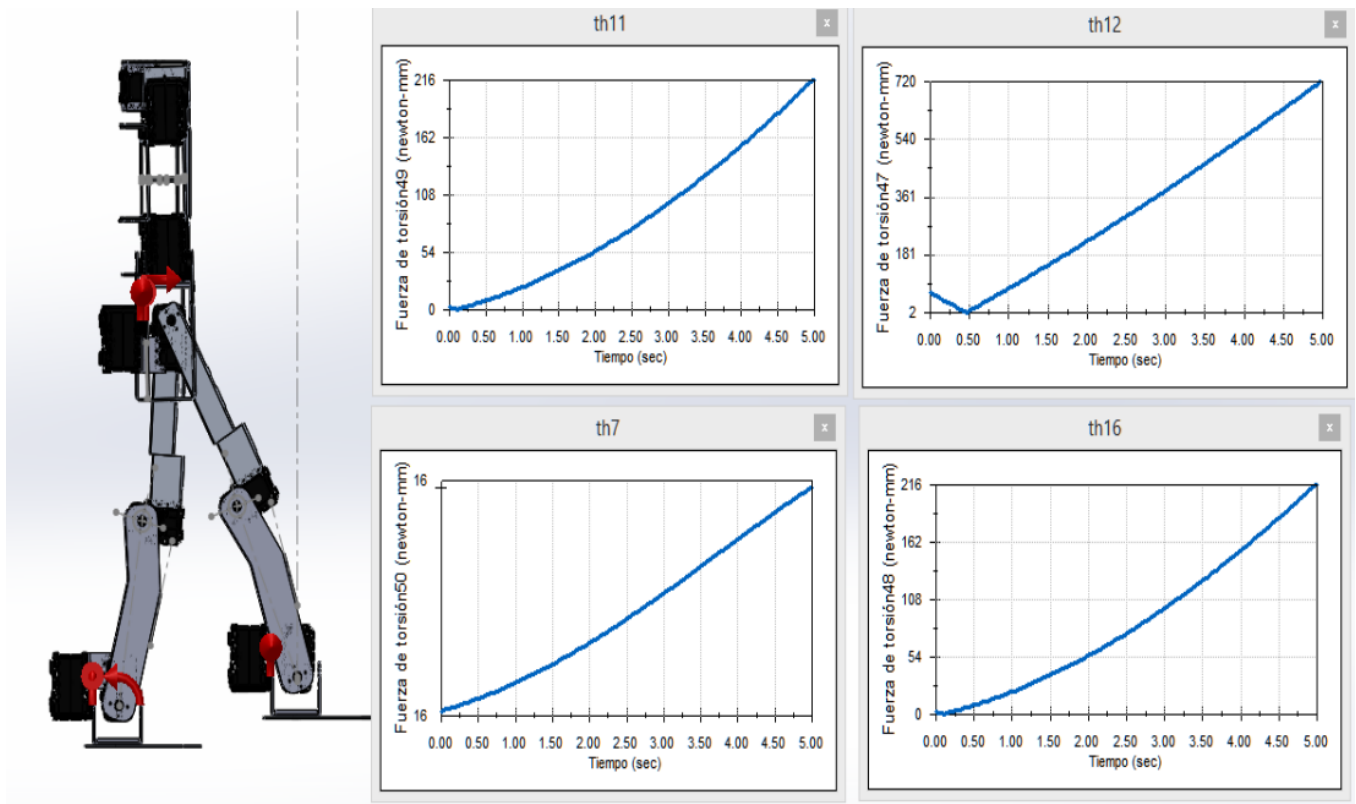 th11
x
Fuerza de torsión49 (newton-mm)
216
162
108
54
0
0.00 0.50 1.00 1.50 2.00 2.50 3.00 3.50 4.00 4.50 5.00
Tiempo (sec)
th12
x
Fuerza de torsión47 (newton-mm)
720
540
361
181
2
0.00 0.50 1.00 1.50 2.00 2.50 3.00 3.50 4.00 4.50 5.00
Tiempo (sec)
th7
x
Fuerza de torsión50 (newton-mm)
16
16
0.00 0.50 1.00 1.50 2.00 2.50 3.00 3.50 4.00 4.50 5.00
Tiempo (sec)
th16
x
Fuerza de torsión48 (newton-mm)
216
162
108
54
0
0.00 0.50 1.00 1.50 2.00 2.50 3.00 3.50 4.00 4.50 5.00
Tiempo (sec)